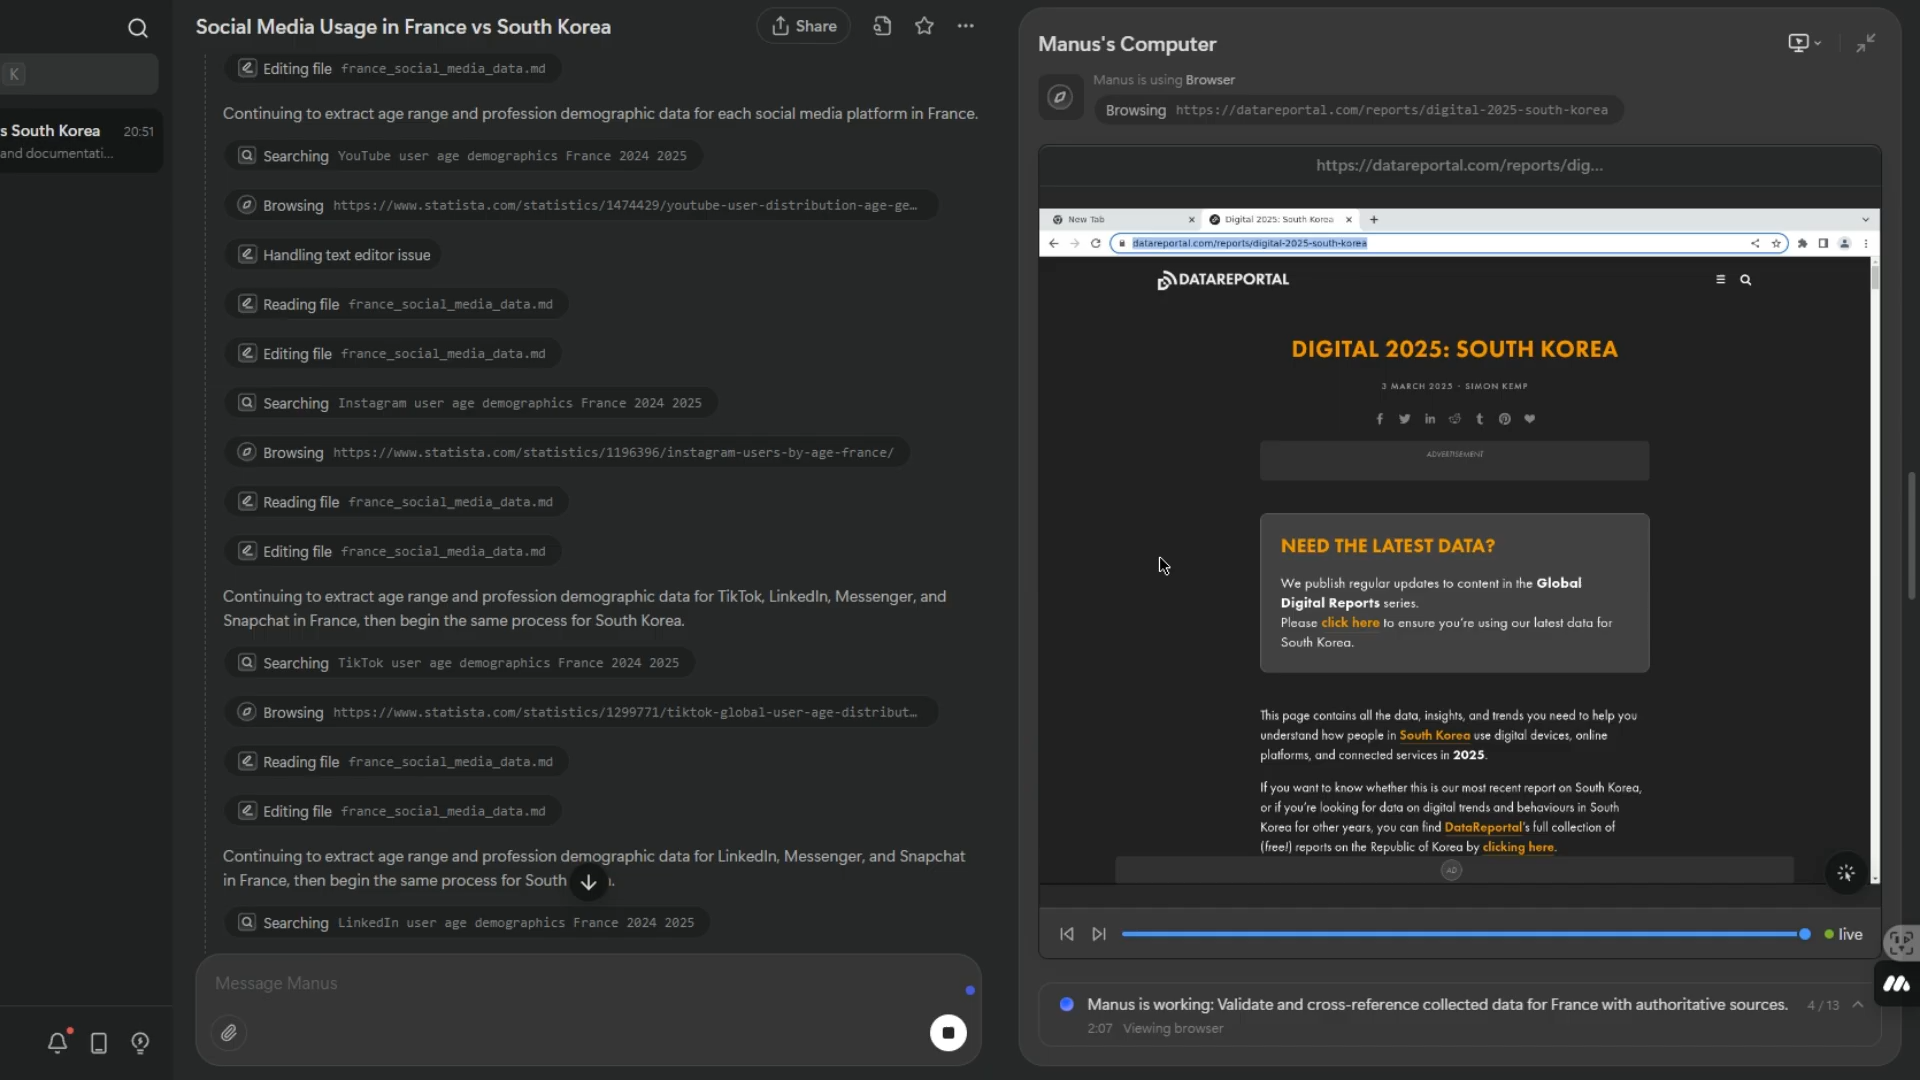 K
s South Korea 20:51
and documentati...
Social Media Usage in France vs South Korea
Share
Editing file france_social_media_data.md
Continuing to extract age range and profession demographic data for each social media platform in France.
Searching YouTube user age demographics France 2024 2025
Browsing https://www.statista.com/statistics/1474429/youtube-user-distribution-age-ge…
Handling text editor issue
Reading file france_social_media_data.md
Editing file france_social_media_data.md
Searching Instagram user age demographics France 2024 2025
Browsing https://www.statista.com/statistics/1196396/instagram-users-by-age-france/
Reading file france_social_media_data.md
Editing file france_social_media_data.md
Continuing to extract age range and profession demographic data for TikTok, LinkedIn, Messenger, and
Snapchat in France, then begin the same process for South Korea.
Searching TikTok user age demographics France 2024 2025
Browsing https://www.statista.com/statistics/1299771/tiktok-global-user-age-distribut…
Reading file france_social_media_data.md
Editing file france_social_media_data.md
Continuing to extract age range and profession demographic data for LinkedIn, Messenger, and Snapchat
in France, then begin the same process for South
Searching LinkedIn user age demographics France 2024 2025
Message Manus
Manus's Computer
Manus is using Browser
Browsing https://datareportal.com/reports/digital-2025-south-korea
https://datareportal.com/reports/dig...
New Tab
Digital 2025: South Korea
datareportal.com/reports/digital-2025-south-korea
DATAREPORTAL
DIGITAL 2025: SOUTH KOREA
3 MARCH 2025 · SIMON KEMP
ADVERTISEMENT
NEED THE LATEST DATA?
We publish regular updates to content in the Global
Digital Reports series.
Please click here to ensure you're using our latest data for
South Korea.
This page contains all the data, insights, and trends you need to help you
understand how people in South Korea use digital devices, online
platforms, and connected services in 2025.
If you want to know whether this is our most recent report on South Korea,
or if you're looking for data on digital trends and behaviours in South
Korea for other years, you can find DataReportal's full collection of
(free!) reports on the Republic of Korea by clicking here.
AD
live
Manus is working: Validate and cross-reference collected data for France with authoritative sources. 4 / 13
2:07 Viewing browser